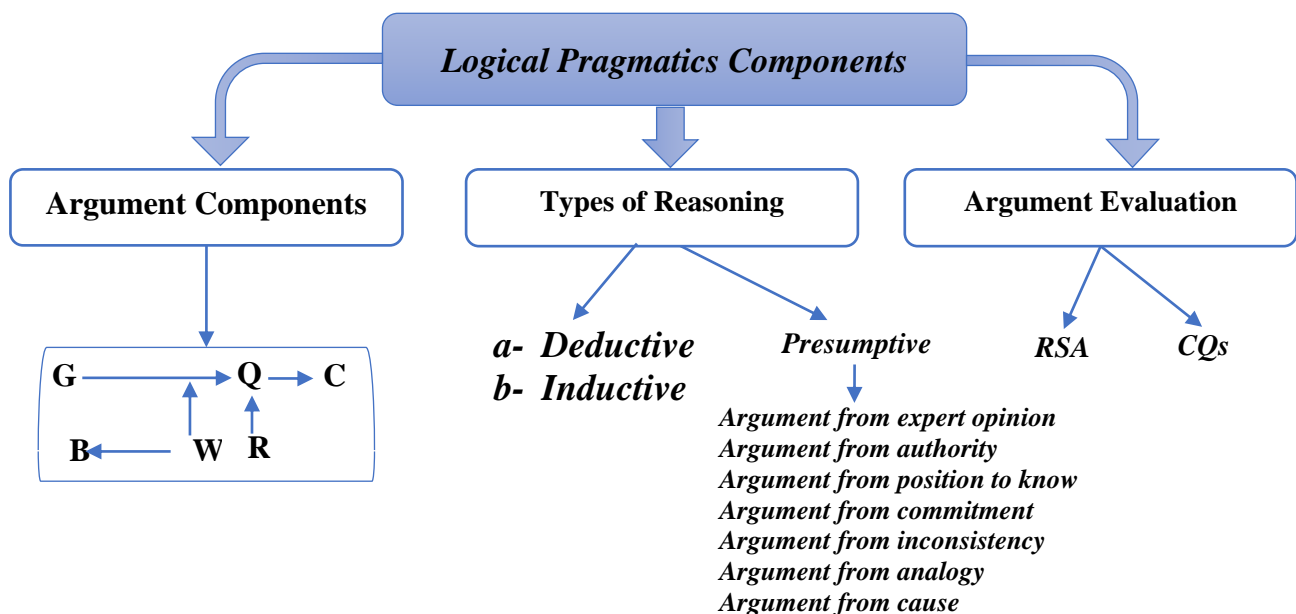 Logical Pragmatics Components
Argument Components
Types of Reasoning
Argument Evaluation
G Q C
B W R
a- Deductive
b- Inductive
Presumptive
Argument from expert opinion
Argument from authority
Argument from position to know
Argument from commitment
Argument from inconsistency
Argument from analogy
Argument from cause
RSA
CQs